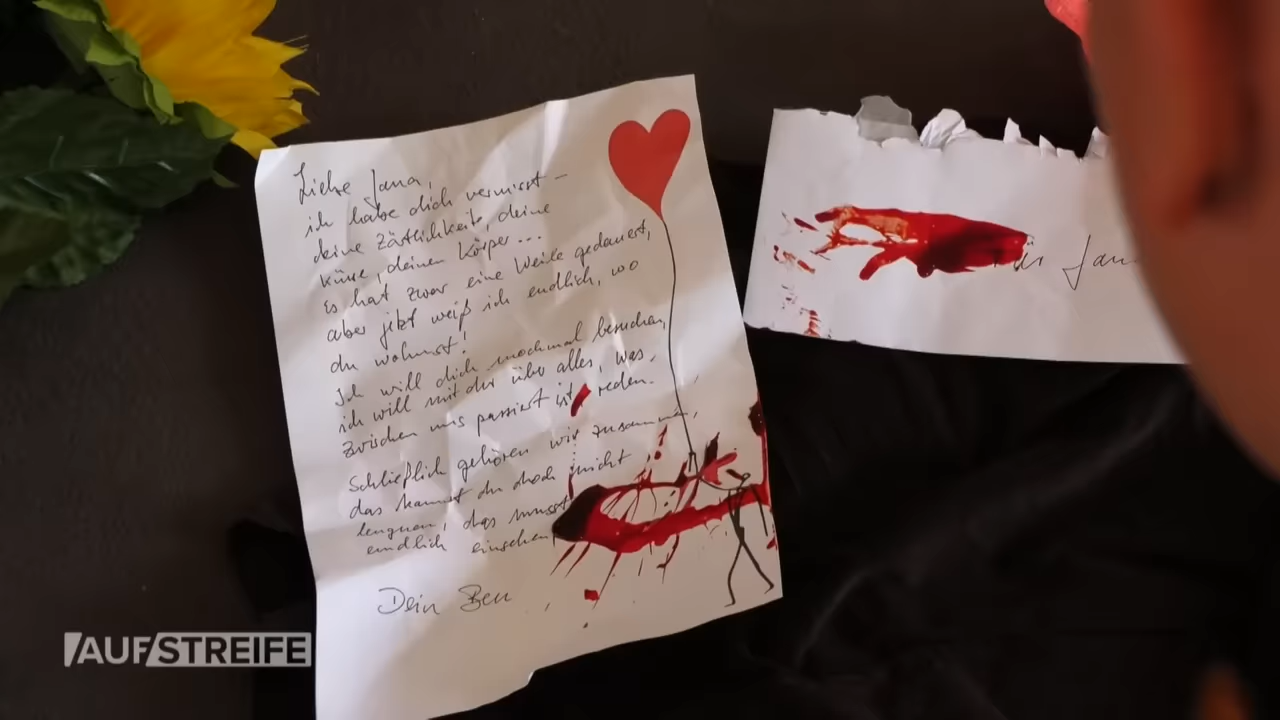 Liebe Jana,
ich habe dich vermisst –
deine Zärtlichkeit, deine
Küsse, deinen Körper...
Es hat zwar eine Weile gedauert,
aber jetzt weiß ich endlich, wo
du wohnst!
Ich will dich nochmal besuchen,
ich will mit dir über alles, was
zwischen uns passiert ist, reden.
Schließlich gehören wir zusammen,
das kannst du doch nicht
leugnen, das musst
endlich einsehen
Dein Ben
Jan
AUF STREIFE